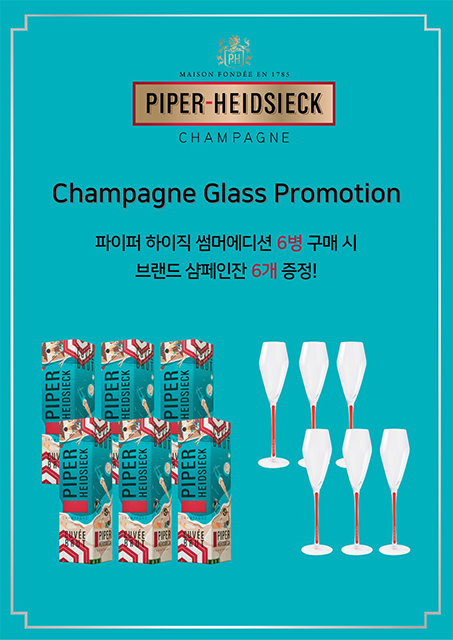 PH
MAISON FONDÉE EN 1785
PIPER-HEIDSIECK
CHAMPAGNE
Champagne Glass Promotion
파이퍼 하이직 썸머에디션 6병 구매 시
브랜드 샴페인잔 6개 증정!
PIPER
HEIDSIECK
PIPER
HEIDSIECK
PIPER
HEIDSIECK
PIPER
HEIDSIECK
CUVÉE
BRUT
PIPER
HEIDSIECK
PIPER
HEIDSIECK
CUVÉE
BRUT
PIPER
HEIDSIECK
PIPER
HEIDSIECK
CUVÉE
BRUT
PIPER
HEIDSIECK